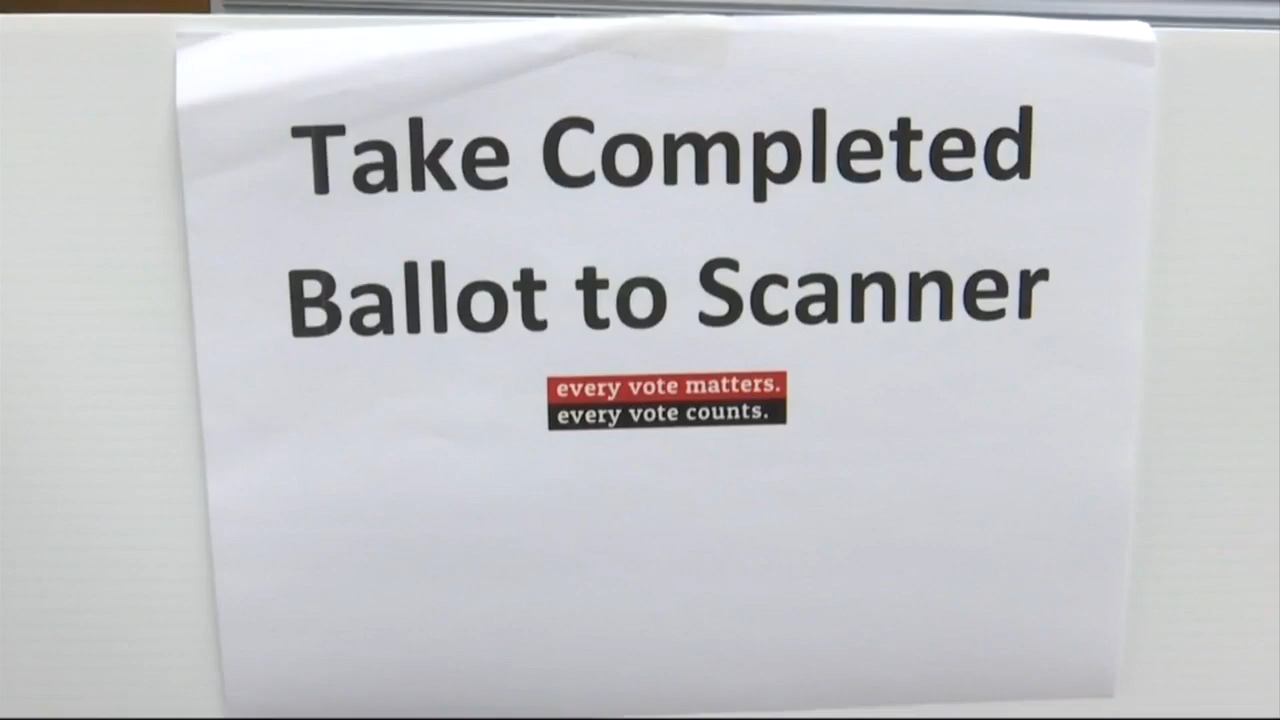 Take Completed
Ballot to Scanner
every vote matters.
every vote counts.